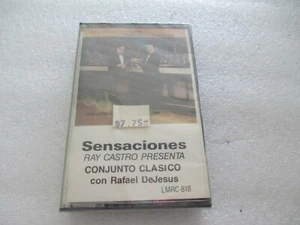 $7.75
Sensaciones
RAY CASTRO PRESENTA
CONJUNTO CLASICO
con Rafael DeJesus
LMRC-818